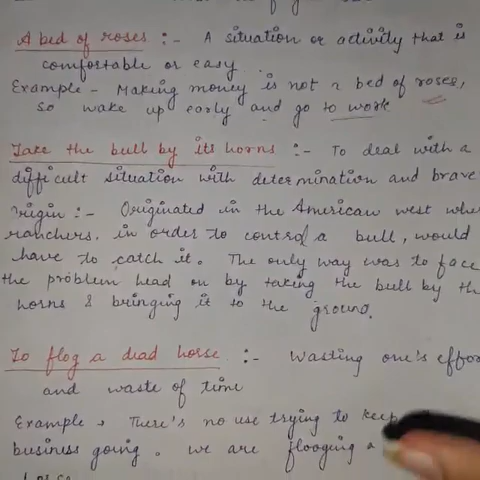 A bed of roses :- A situation or activity that is
comfortable or easy.
Example - Making money is not a bed of roses,
so wake up early and go to work
Take the bull by its horns :- To deal with a
difficult situation with determination and brave
Origin :- Originated in the American west whe
ranchers, in order to control a bull, would
have to catch it. The only way was to face
the problem head on by taking the bull by the
horns & bringing it to the ground.
To flog a dead horse :- Wasting one's effor
and waste of time
Example, There's no use trying to keep
business going. We are flooging a